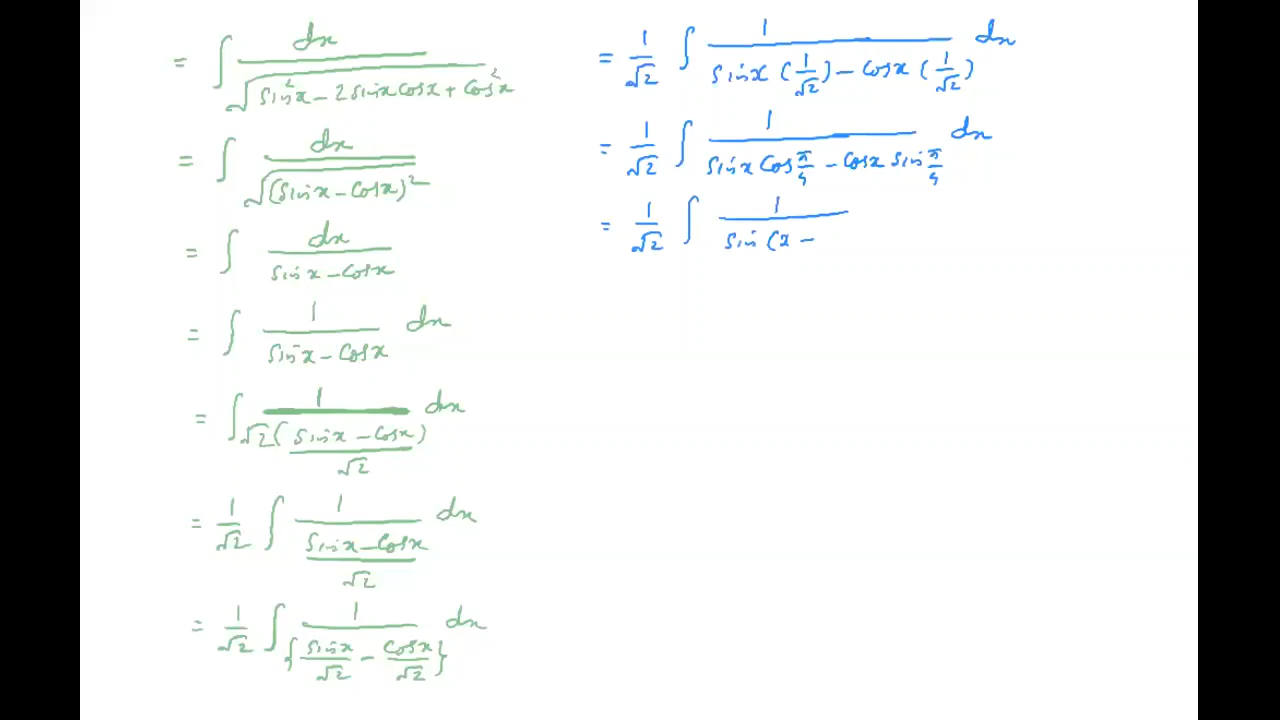 = ∫ dx / √(sin²x − 2 sinx cosx + cos²x)
= ∫ dx / √((sinx − cosx)²)
= ∫ dx / (sinx − cosx)
= ∫ 1 / (sinx − cosx) dx
= ∫ 1 / (√2 ((sinx − cosx) / √2)) dx
= 1/√2 ∫ 1 / ((sinx − cosx) / √2) dx
= 1/√2 ∫ 1 / {sinx/√2 − cosx/√2} dx
= 1/√2 ∫ 1 / (sinx (1/√2) − cosx (1/√2)) dx
= 1/√2 ∫ 1 / (sinx cos π/4 − cosx sin π/4) dx
= 1/√2 ∫ 1 / sin (x −